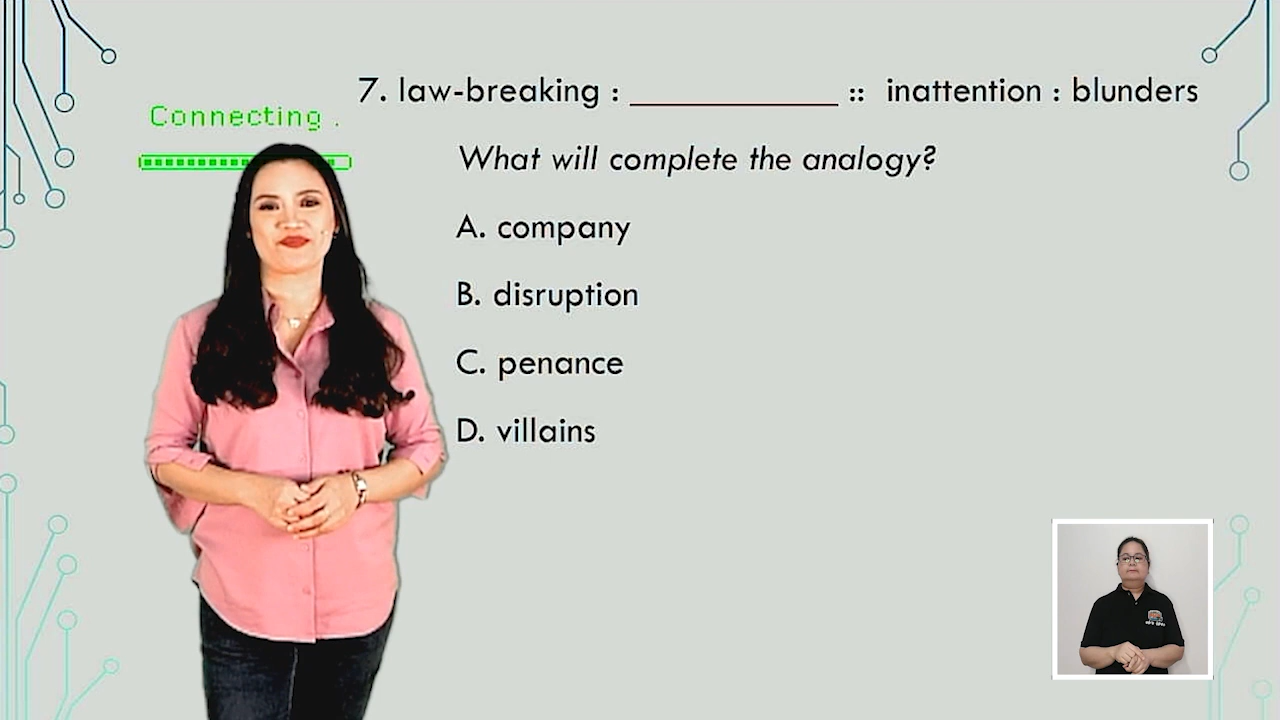 7. law-breaking : ____________ :: inattention : blunders
Connecting .
What will complete the analogy?
A. company
B. disruption
C. penance
D. villains